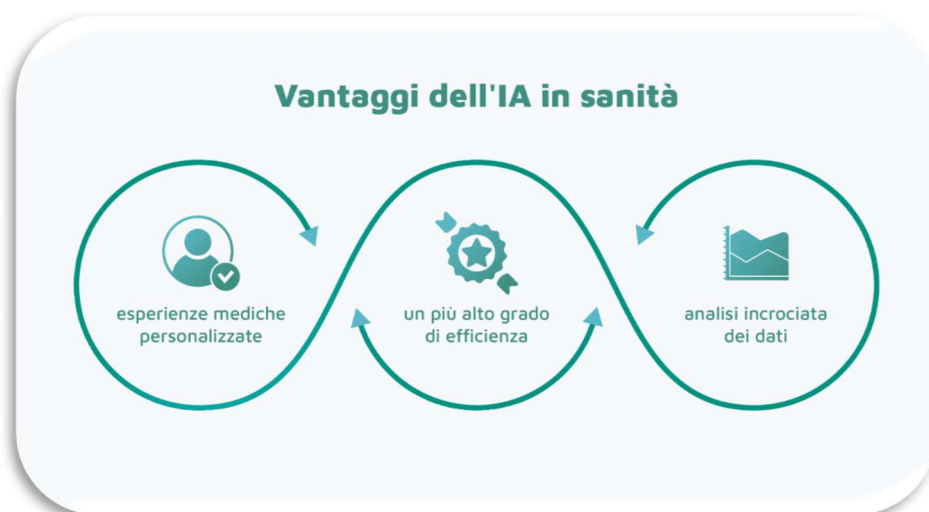 Vantaggi dell'IA in sanità
esperienze mediche
personalizzate
un più alto grado
di efficienza
analisi incrociata
dei dati